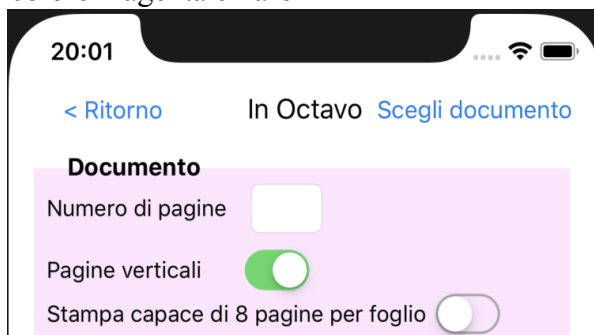 20:01
< Ritorno In Octavo Scegli documento
Documento
Numero di pagine
Pagine verticali
Stampa capace di 8 pagine per foglio